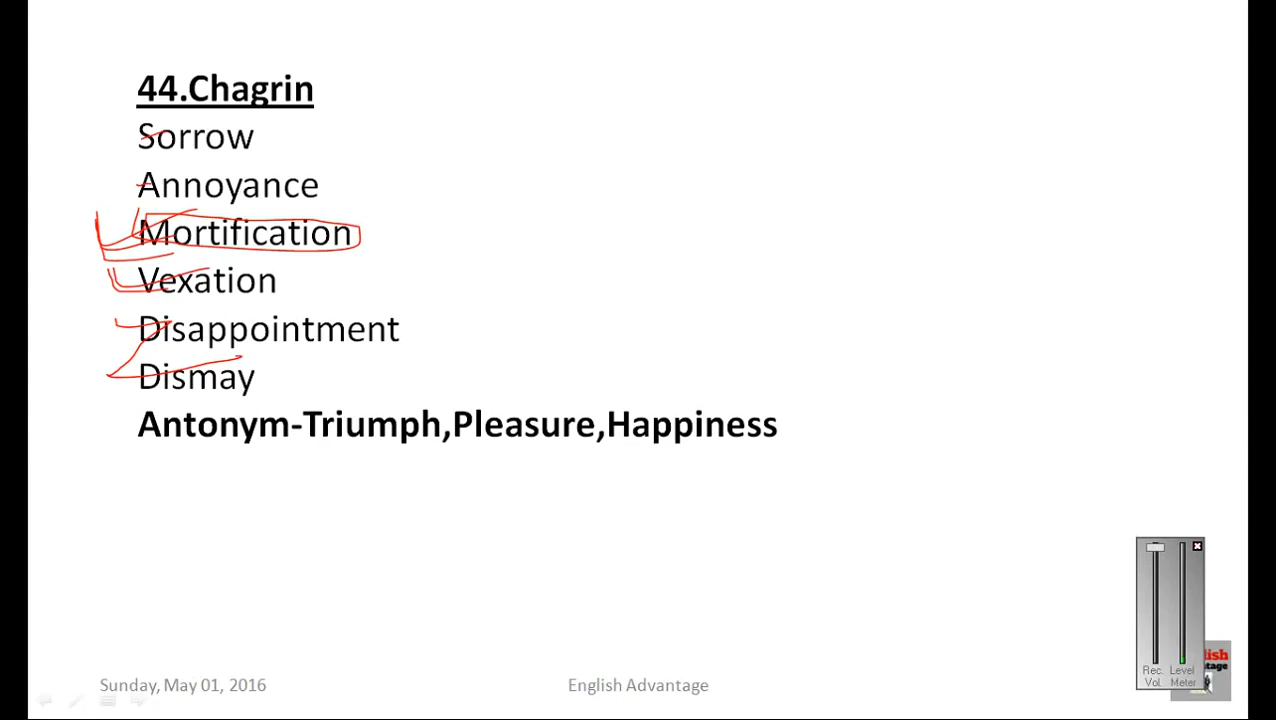 44.Chagrin
Sorrow
Annoyance
Mortification
Vexation
Disappointment
Dismay
Antonym-Triumph,Pleasure,Happiness
Sunday, May 01, 2016
English Advantage
Rec. Level
Vol. Meter